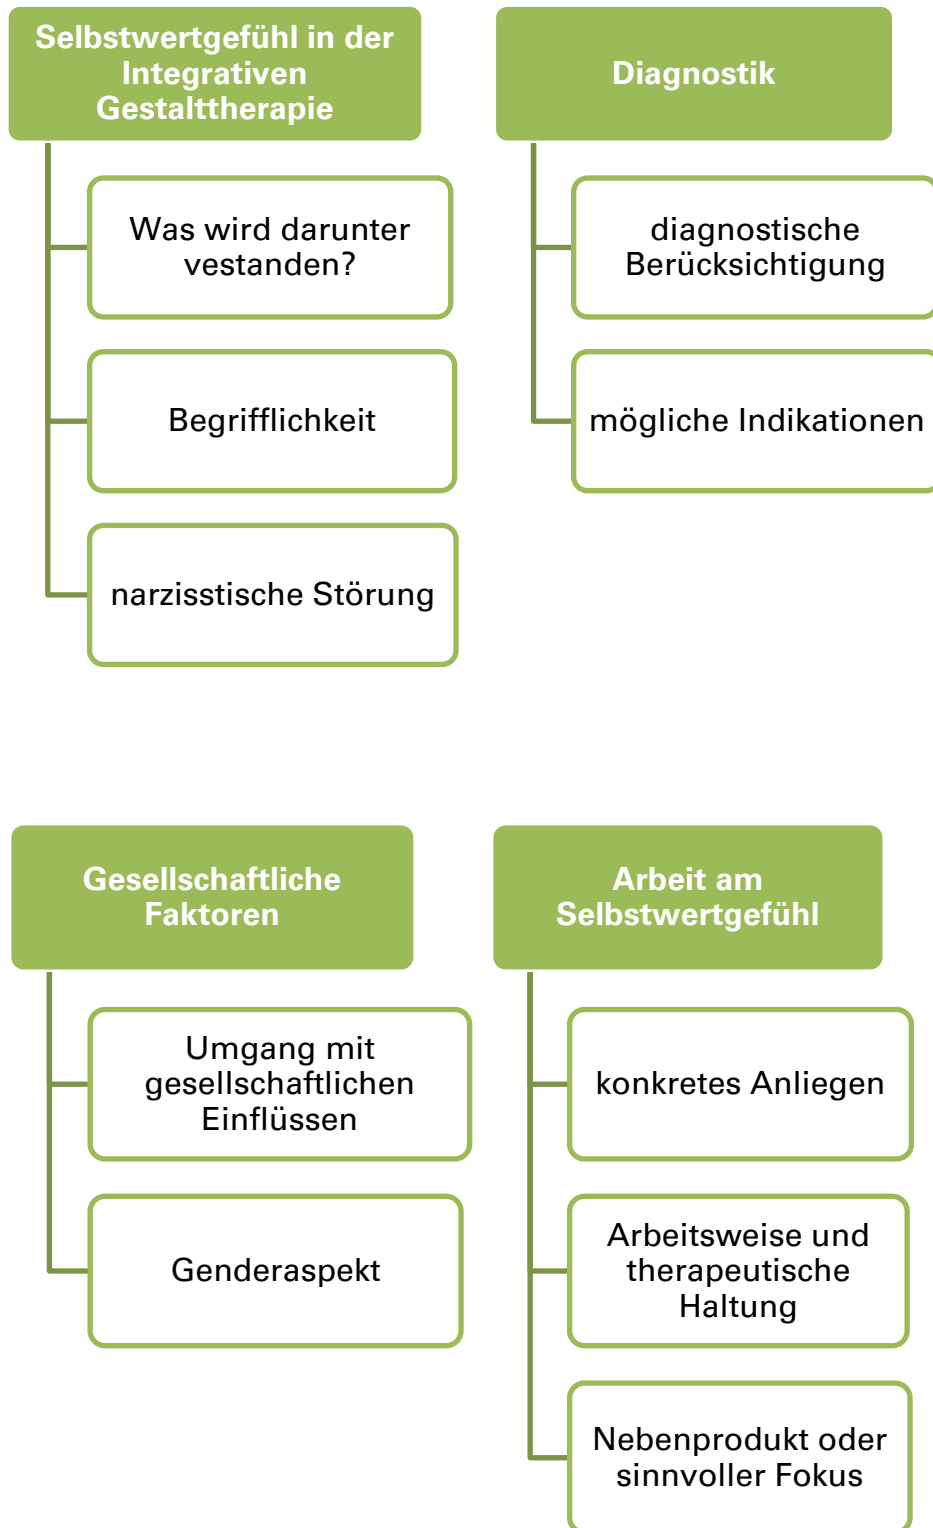 Selbstwertgefühl in der
Integrativen
Gestalttherapie
Was wird darunter
vestanden?
Begrifflichkeit
narzisstische Störung
Diagnostik
diagnostische
Berücksichtigung
mögliche Indikationen
Gesellschaftliche
Faktoren
Umgang mit
gesellschaftlichen
Einflüssen
Genderaspekt
Arbeit am
Selbstwertgefühl
konkretes Anliegen
Arbeitsweise und
therapeutische
Haltung
Nebenprodukt oder
sinnvoller Fokus